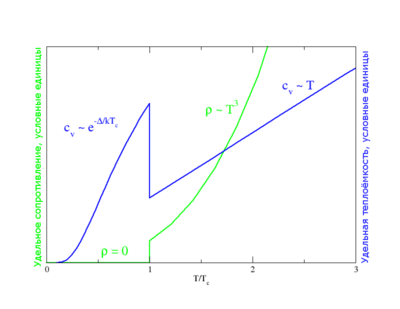 Удельное сопротивление, условные единицы
c_v ~ e^-Δ/kT_c
ρ = 0
ρ ~ T^3
c_v ~ T
Удельная теплоёмкость, условные единицы
0 1 2 3
T/T_c